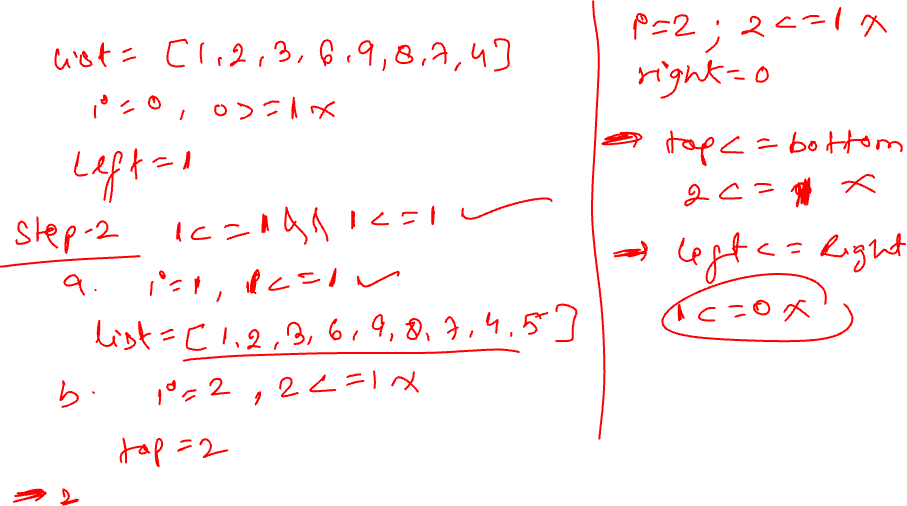 list = [1,2,3,6,9,8,7,4]
i=0, 0>=1 x
Left=1
Step-2 1<=1 && 1<=1 ✓
a. i=1, 1<=1 ✓
list=[1,2,3,6,9,8,7,4,5]
b. i=2, 2<=1 x
top=2
→ 2
i=2; 2<=1 x
right=0
→ top<=bottom
2<=1 x
→ left<=Right
1<=0 x